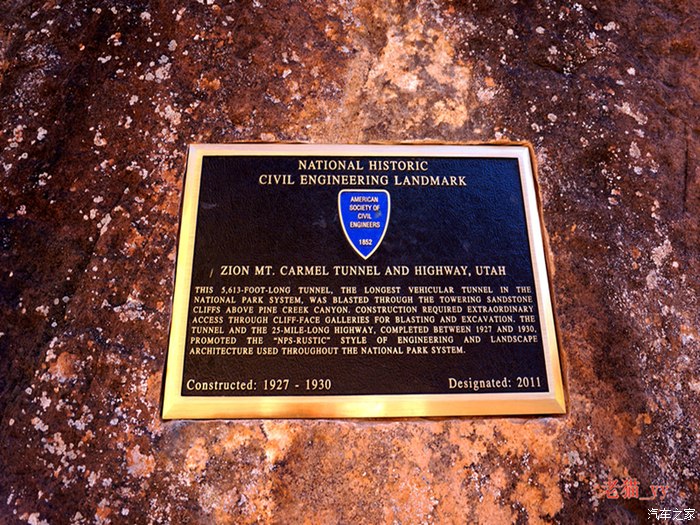 NATIONAL HISTORIC
CIVIL ENGINEERING LANDMARK
AMERICAN
SOCIETY OF
CIVIL
ENGINEERS
1852
ZION MT. CARMEL TUNNEL AND HIGHWAY, UTAH
THIS 5,613-FOOT-LONG TUNNEL, THE LONGEST VEHICULAR TUNNEL IN THE
NATIONAL PARK SYSTEM, WAS BLASTED THROUGH THE TOWERING SANDSTONE
CLIFFS ABOVE PINE CREEK CANYON. CONSTRUCTION REQUIRED EXTRAORDINARY
ACCESS THROUGH CLIFF-FACE GALLERIES FOR BLASTING AND EXCAVATION. THE
TUNNEL AND THE 25-MILE-LONG HIGHWAY, COMPLETED BETWEEN 1927 AND 1930,
PROMOTED THE "NPS-RUSTIC" STYLE OF ENGINEERING AND LANDSCAPE
ARCHITECTURE USED THROUGHOUT THE NATIONAL PARK SYSTEM.
Constructed: 1927 - 1930 Designated: 2011
汽车之家